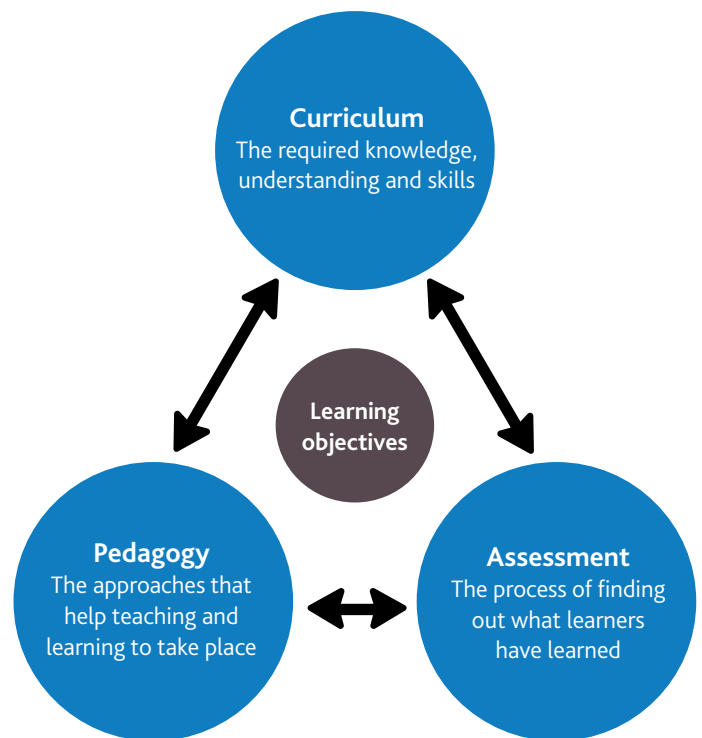 Curriculum
The required knowledge,
understanding and skills
Learning
objectives
Pedagogy
The approaches that
help teaching and
learning to take place
Assessment
The process of finding
out what learners
have learned